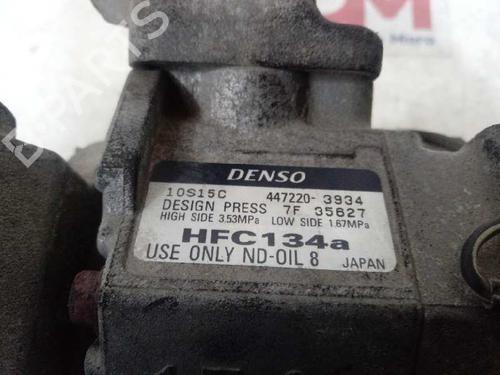 DENSO
10S15C 447220-3934
DESIGN PRESS 7F 35627
HIGH SIDE 3.53MPa LOW SIDE 1.67MPa
HFC134a
USE ONLY ND-OIL 8 JAPAN